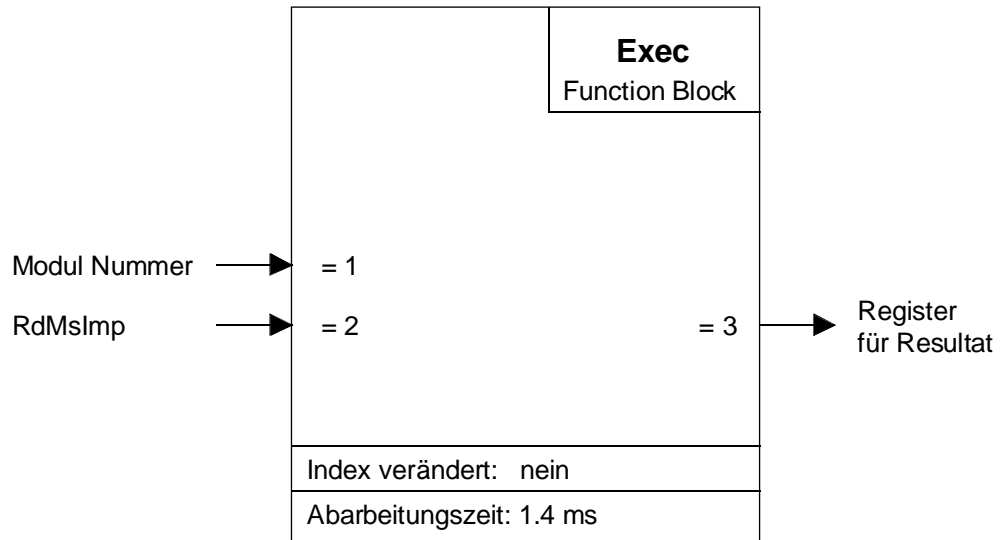 Exec
Function Block
Modul Nummer
= 1
RdMsImp
= 2
= 3
Register
für Resultat
Index verändert: nein
Abarbeitungszeit: 1.4 ms